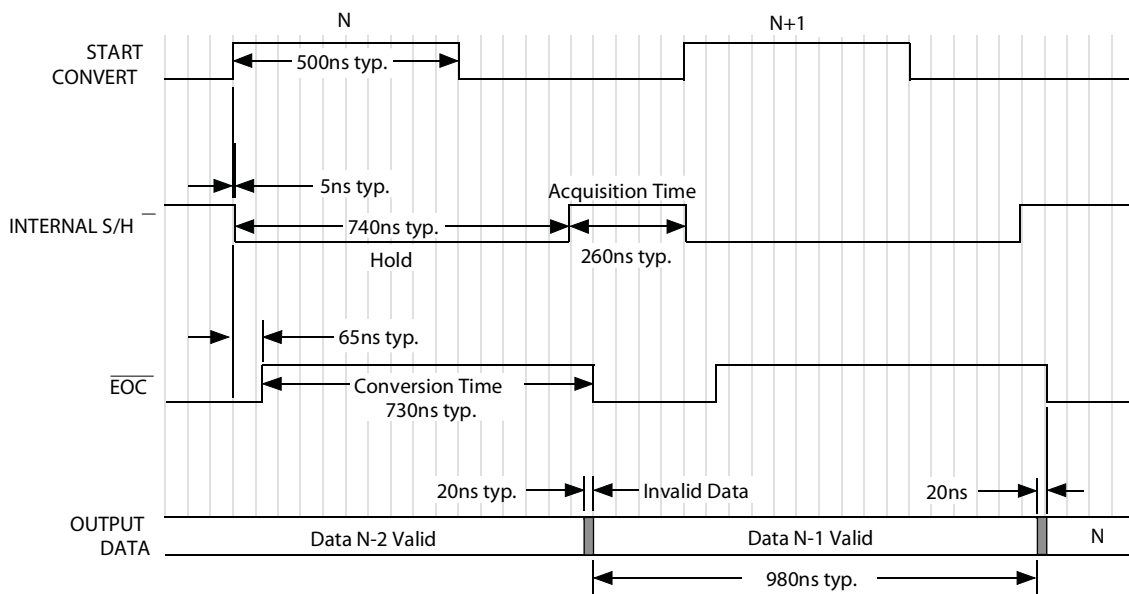 N
N+1
START
CONVERT
500ns typ.
5ns typ.
Acquisition Time
INTERNAL S/H
740ns typ.
Hold
260ns typ.
65ns typ.
EOC
Conversion Time
730ns typ.
20ns typ.
Invalid Data
20ns
OUTPUT
DATA
Data N-2 Valid
Data N-1 Valid
N
980ns typ.